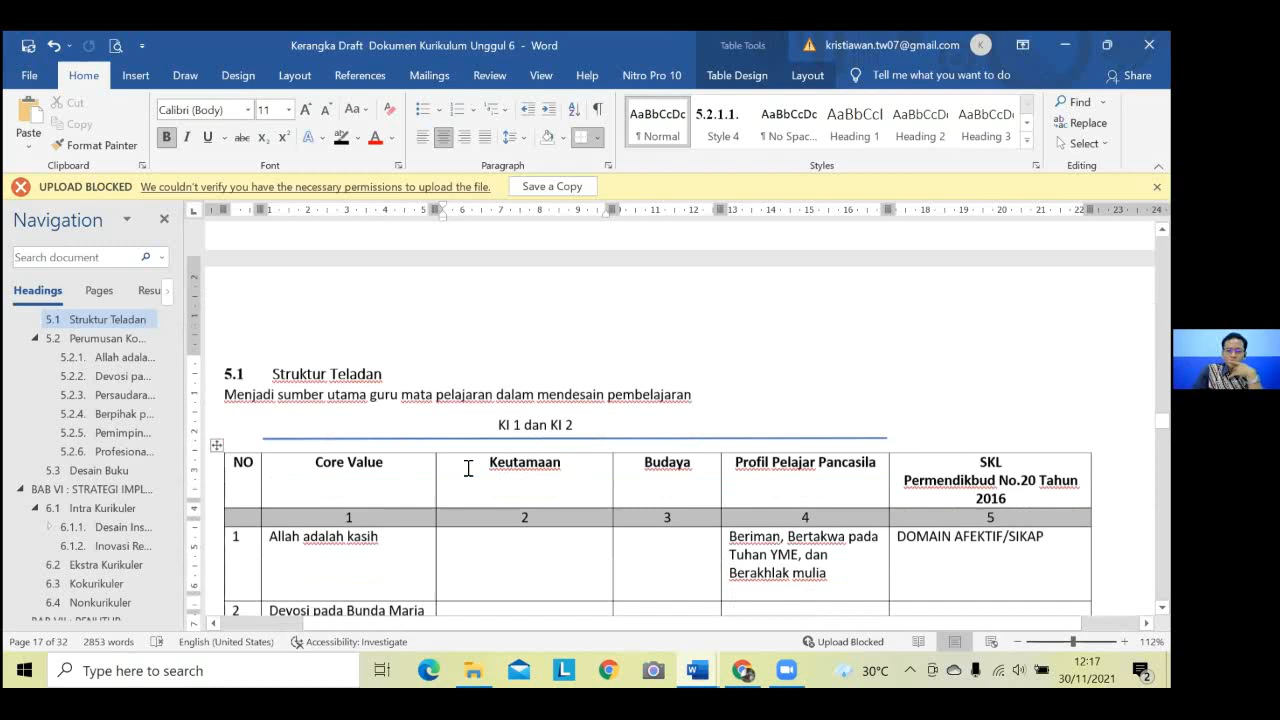 Kerangka Draft Dokumen Kurikulum Unggul 6 - Word
Table Tools
kristiawan.tw07@gmail.com
K
File Home Insert Draw Design Layout References Mailings Review View Help Nitro Pro 10 Table Design Layout Tell me what you want to do Share
Paste
Cut
Copy
Format Painter
Clipboard
Calibri (Body) 11
Font
Paragraph
AaBbCcDc 5.2.1.1. AaBbCcDc AaBbCcI AaBbCcDc AaBbCcDc
¶ Normal Style 4 ¶ No Spac... Heading 1 Heading 2 Heading 3
Styles
Find
Replace
Select
Editing
UPLOAD BLOCKED We couldn't verify you have the necessary permissions to upload the file. Save a Copy
Navigation
Search document
Headings Pages Resu
5.1 Struktur Teladan
5.2 Perumusan Ko...
5.2.1. Allah adala...
5.2.2. Devosi pa...
5.2.3. Persaudara...
5.2.4. Berpihak p...
5.2.5. Pemimpin...
5.2.6. Profesiona...
5.3 Desain Buku
BAB VI : STRATEGI IMPL...
6.1 Intra Kurikuler
6.1.1. Desain Ins...
6.1.2. Inovasi Re...
6.2 Ekstra Kurikuler
6.3 Kokurikuler
6.4 Nonkurikuler
5.1 Struktur Teladan
Menjadi sumber utama guru mata pelajaran dalam mendesain pembelajaran
KI 1 dan KI 2
NO Core Value Keutamaan Budaya Profil Pelajar Pancasila SKL
Permendikbud No.20 Tahun
2016
1 2 3 4 5
1 Allah adalah kasih Beriman, Bertakwa pada DOMAIN AFEKTIF/SIKAP
Tuhan YME, dan
Berakhlak mulia
2 Devosi pada Bunda Maria
Page 17 of 32 2853 words English (United States) Accessibility: Investigate Upload Blocked 112%
Type here to search
30°C
12:17
30/11/2021
2